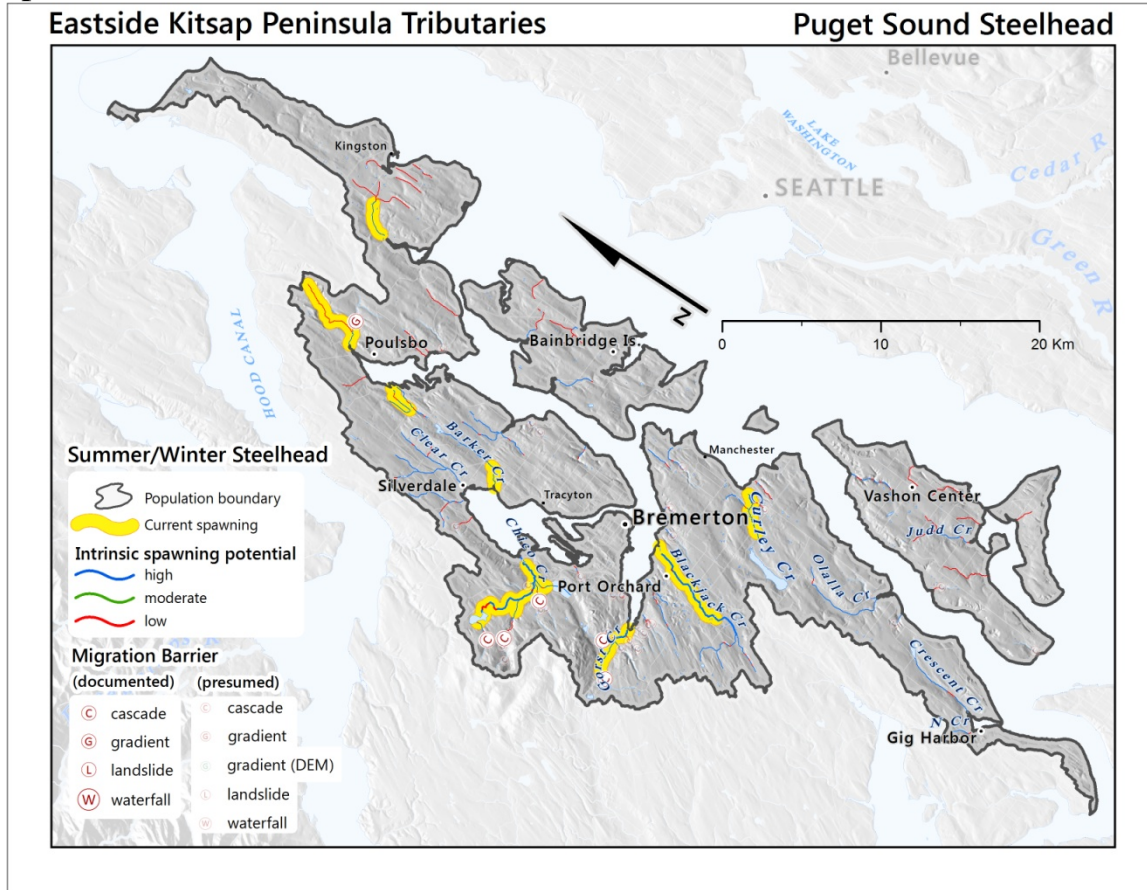 Eastside Kitsap Peninsula Tributaries
Puget Sound Steelhead
Bellevue
LAKE
WASHINGTON
Cedar R
SEATTLE
Green R
Kingston
N
0
10
20 Km
Poulsbo
G
Bainbridge Is.
HOOD CANAL
Barker Cr
Clear Cr
Manchester
Silverdale
Tracyton
Vashon Center
Bremerton
Curley Cr
Judd Cr
Chico Cr
Port Orchard
Blackjack Cr
Olalla Cr
C
C
C
C
Gorst Cr
Crescent Cr
N Cr
Gig Harbor
Summer/Winter Steelhead
Population boundary
Current spawning
Intrinsic spawning potential
high
moderate
low
Migration Barrier
(documented)
C cascade
G gradient
L landslide
W waterfall
(presumed)
C cascade
G gradient
gradient (DEM)
L landslide
W waterfall